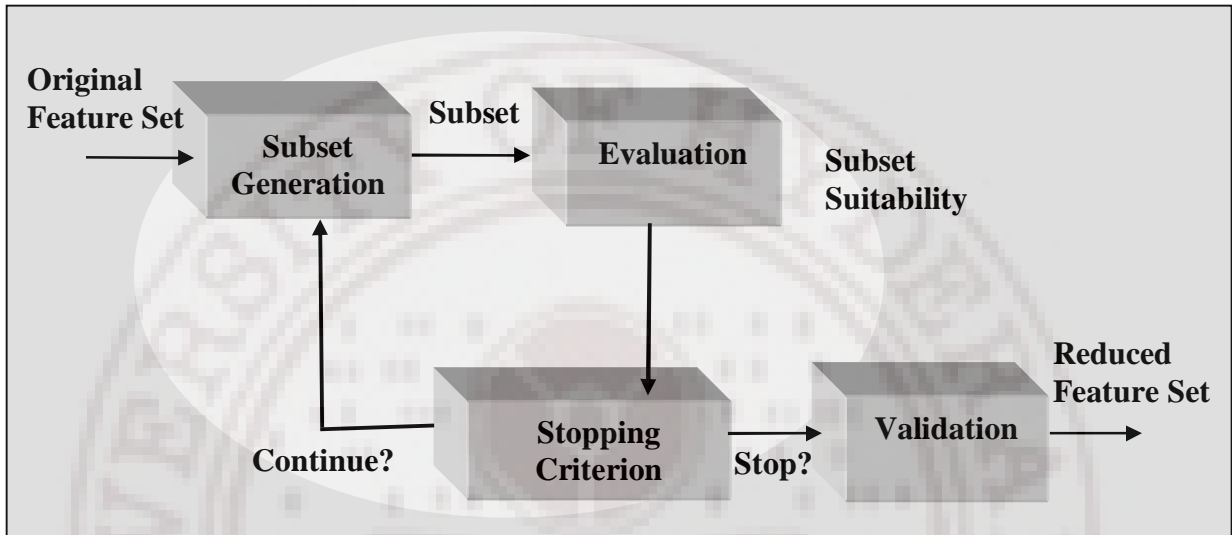 Original
Feature Set
Subset
Generation
Subset
Evaluation
Subset
Suitability
Continue?
Stopping
Criterion
Stop?
Validation
Reduced
Feature Set